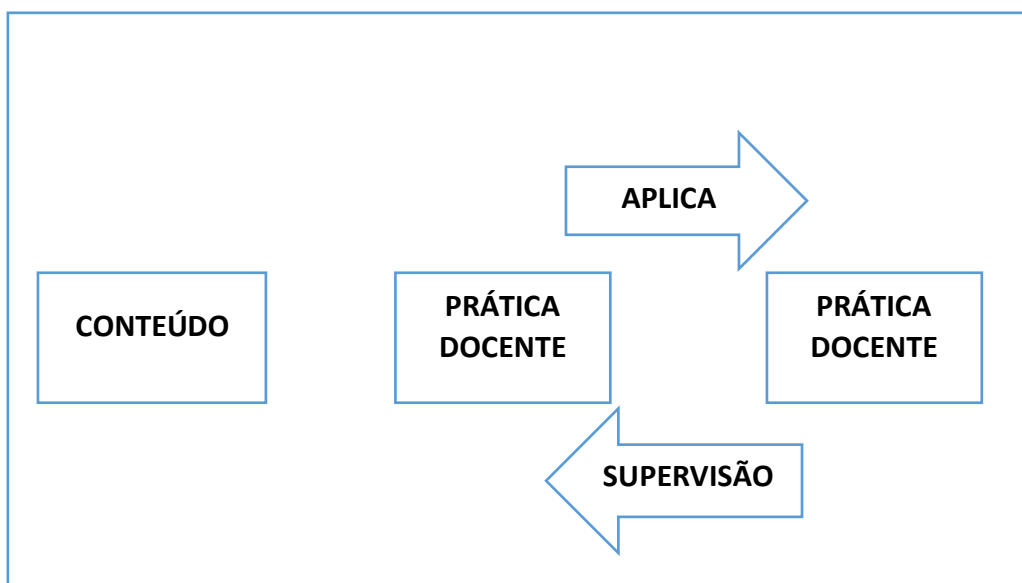 APLICA
CONTEÚDO
PRÁTICA
DOCENTE
PRÁTICA
DOCENTE
SUPERVISÃO